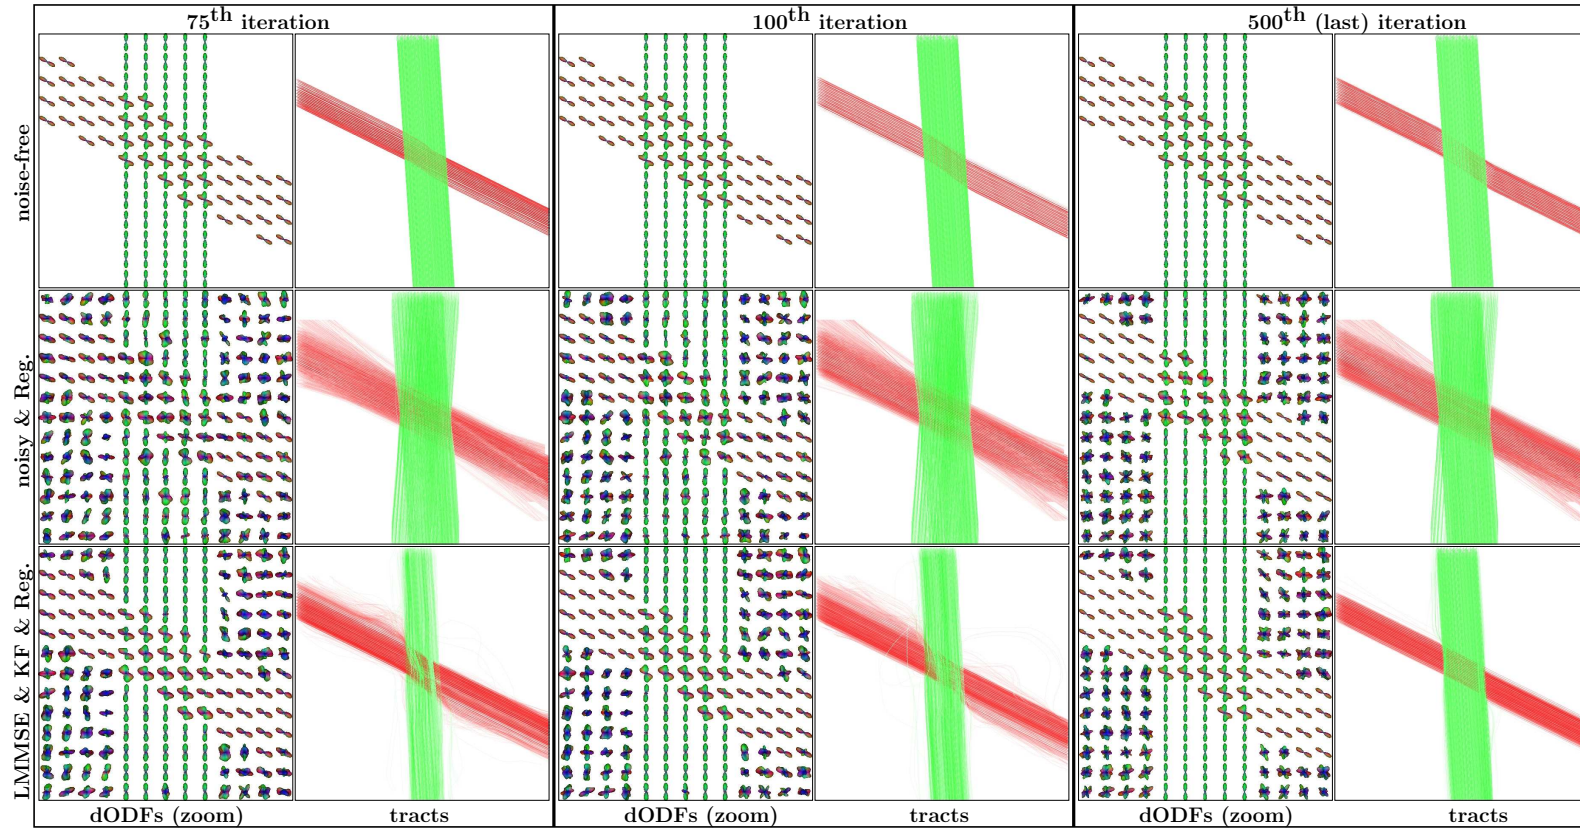 75th iteration
100th iteration
500th (last) iteration
noise-free
noisy & Reg.
LMMSE & KF & Reg.
dODFs (zoom)
tracts
dODFs (zoom)
tracts
dODFs (zoom)
tracts